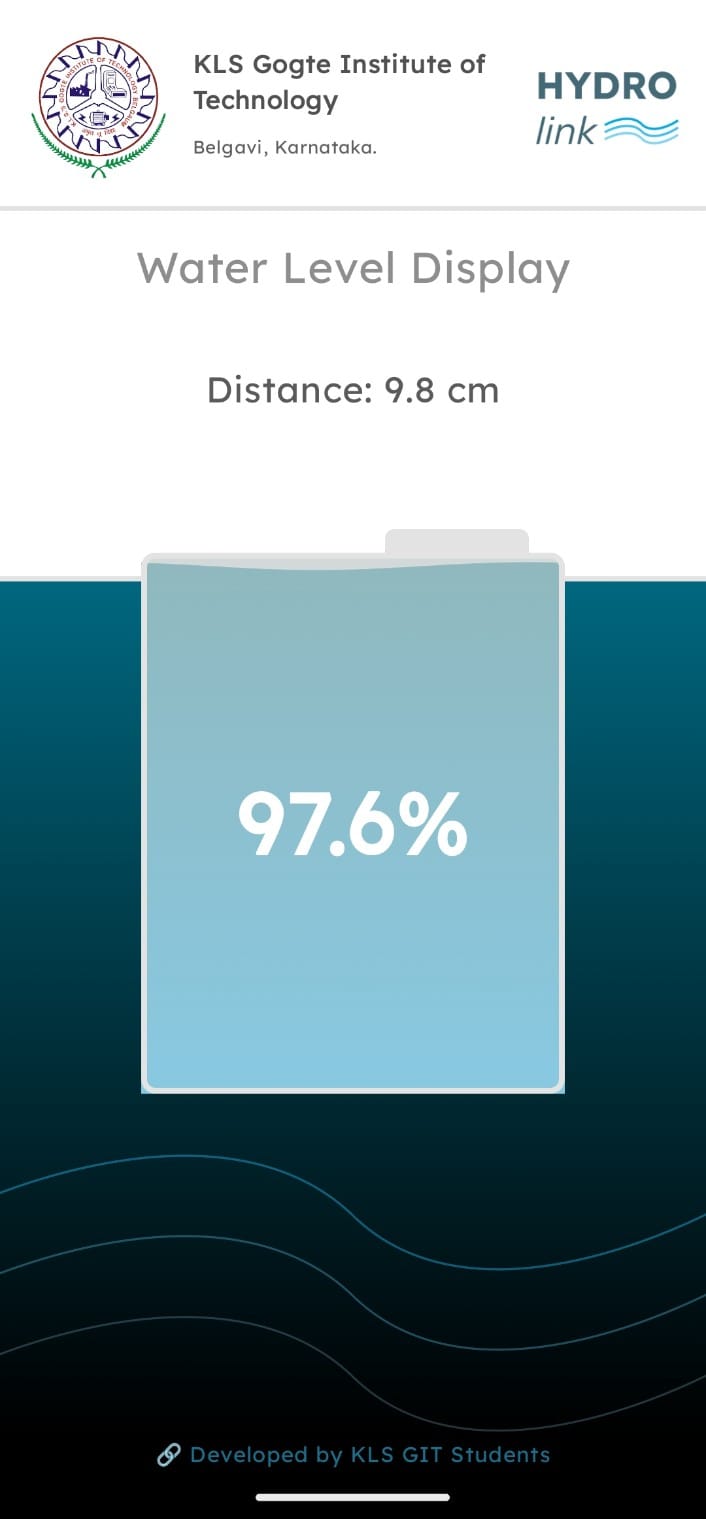 KLS Gogte Institute of
Technology
Belgavi, Karnataka.
HYDRO
link
Water Level Display
Distance: 9.8 cm
97.6%
Developed by KLS GIT Students